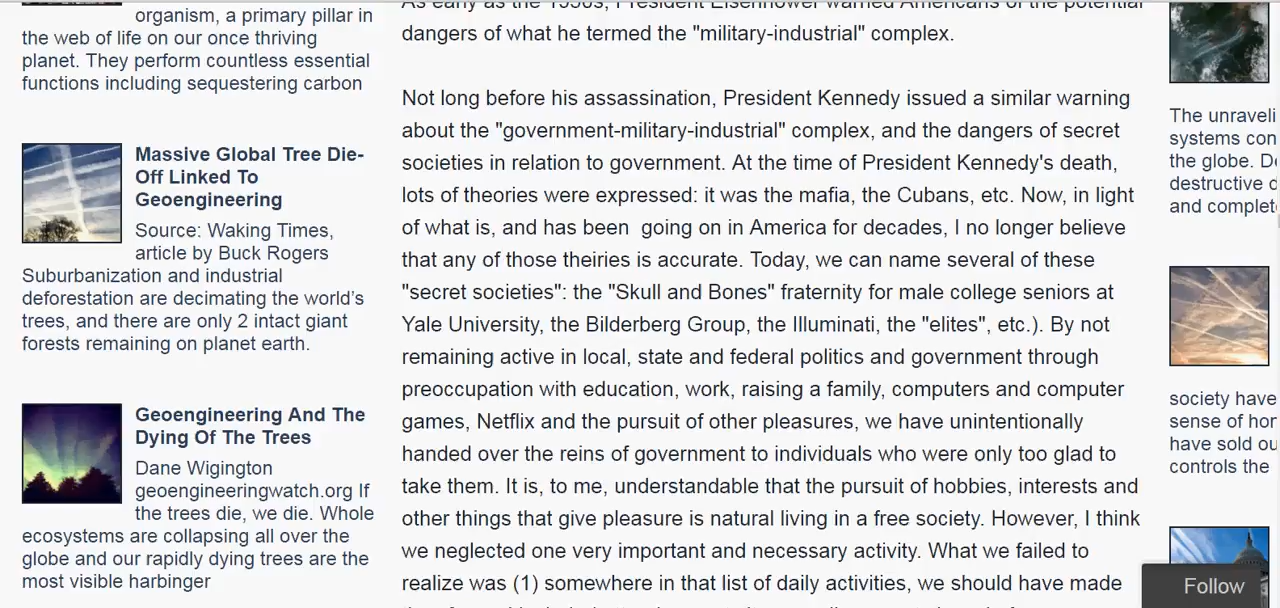 organism, a primary pillar in
the web of life on our once thriving
planet. They perform countless essential
functions including sequestering carbon
Massive Global Tree Die-
Off Linked To
Geoengineering
Source: Waking Times,
article by Buck Rogers
Suburbanization and industrial
deforestation are decimating the world’s
trees, and there are only 2 intact giant
forests remaining on planet earth.
Geoengineering And The
Dying Of The Trees
Dane Wigington
geoengineeringwatch.org If
the trees die, we die. Whole
ecosystems are collapsing all over the
globe and our rapidly dying trees are the
most visible harbinger
As early as the 1950s, President Eisenhower warned Americans of the potential
dangers of what he termed the "military-industrial" complex.
Not long before his assassination, President Kennedy issued a similar warning
about the "government-military-industrial" complex, and the dangers of secret
societies in relation to government. At the time of President Kennedy's death,
lots of theories were expressed: it was the mafia, the Cubans, etc. Now, in light
of what is, and has been  going on in America for decades, I no longer believe
that any of those theiries is accurate. Today, we can name several of these
"secret societies": the "Skull and Bones" fraternity for male college seniors at
Yale University, the Bilderberg Group, the Illuminati, the "elites", etc.). By not
remaining active in local, state and federal politics and government through
preoccupation with education, work, raising a family, computers and computer
games, Netflix and the pursuit of other pleasures, we have unintentionally
handed over the reins of government to individuals who were only too glad to
take them. It is, to me, understandable that the pursuit of hobbies, interests and
other things that give pleasure is natural living in a free society. However, I think
we neglected one very important and necessary activity. What we failed to
realize was (1) somewhere in that list of daily activities, we should have made
The unraveli
systems con
the globe. De
destructive d
and complet
society have
sense of hor
have sold ou
controls the
Follow